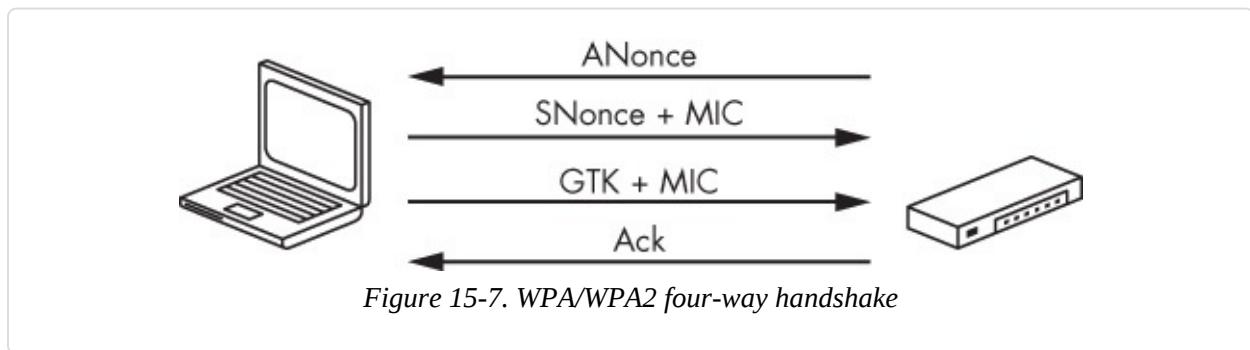 ANonce
SNonce + MIC
GTK + MIC
Ack
Figure 15-7. WPA/WPA2 four-way handshake